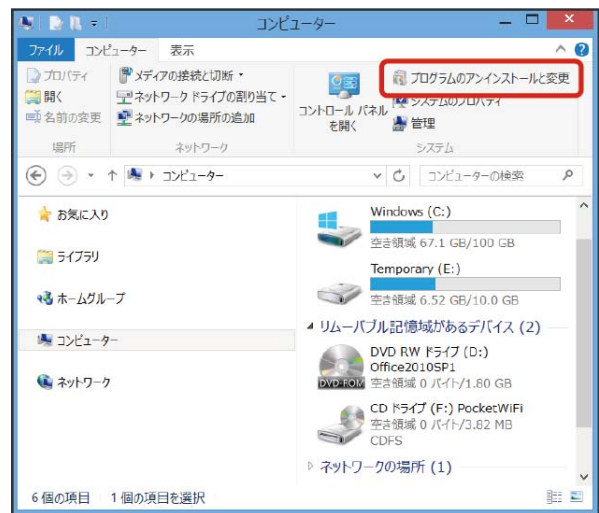 コンピューター
ファイル コンピューター 表示
プロパティ
開く
名前の変更
場所
メディアの接続と切断
ネットワーク ドライブの割り当て
ネットワークの場所の追加
ネットワーク
コントロール パネル
を開く
プログラムのアンインストールと変更
システムのプロパティ
管理
システム
コンピューター
コンピューターの検索
お気に入り
ライブラリ
ホームグループ
コンピューター
ネットワーク
Windows (C:)
空き領域 67.1 GB/100 GB
Temporary (E:)
空き領域 6.52 GB/10.0 GB
リムーバブル記憶域があるデバイス (2)
DVD RW ドライブ (D:)
Office2010SP1
DVD-ROM
空き領域 0 バイト/1.80 GB
CD ドライブ (F:) PocketWiFi
空き領域 0 バイト/3.82 MB
CDFS
ネットワークの場所 (1)
6 個の項目 1 個の項目を選択